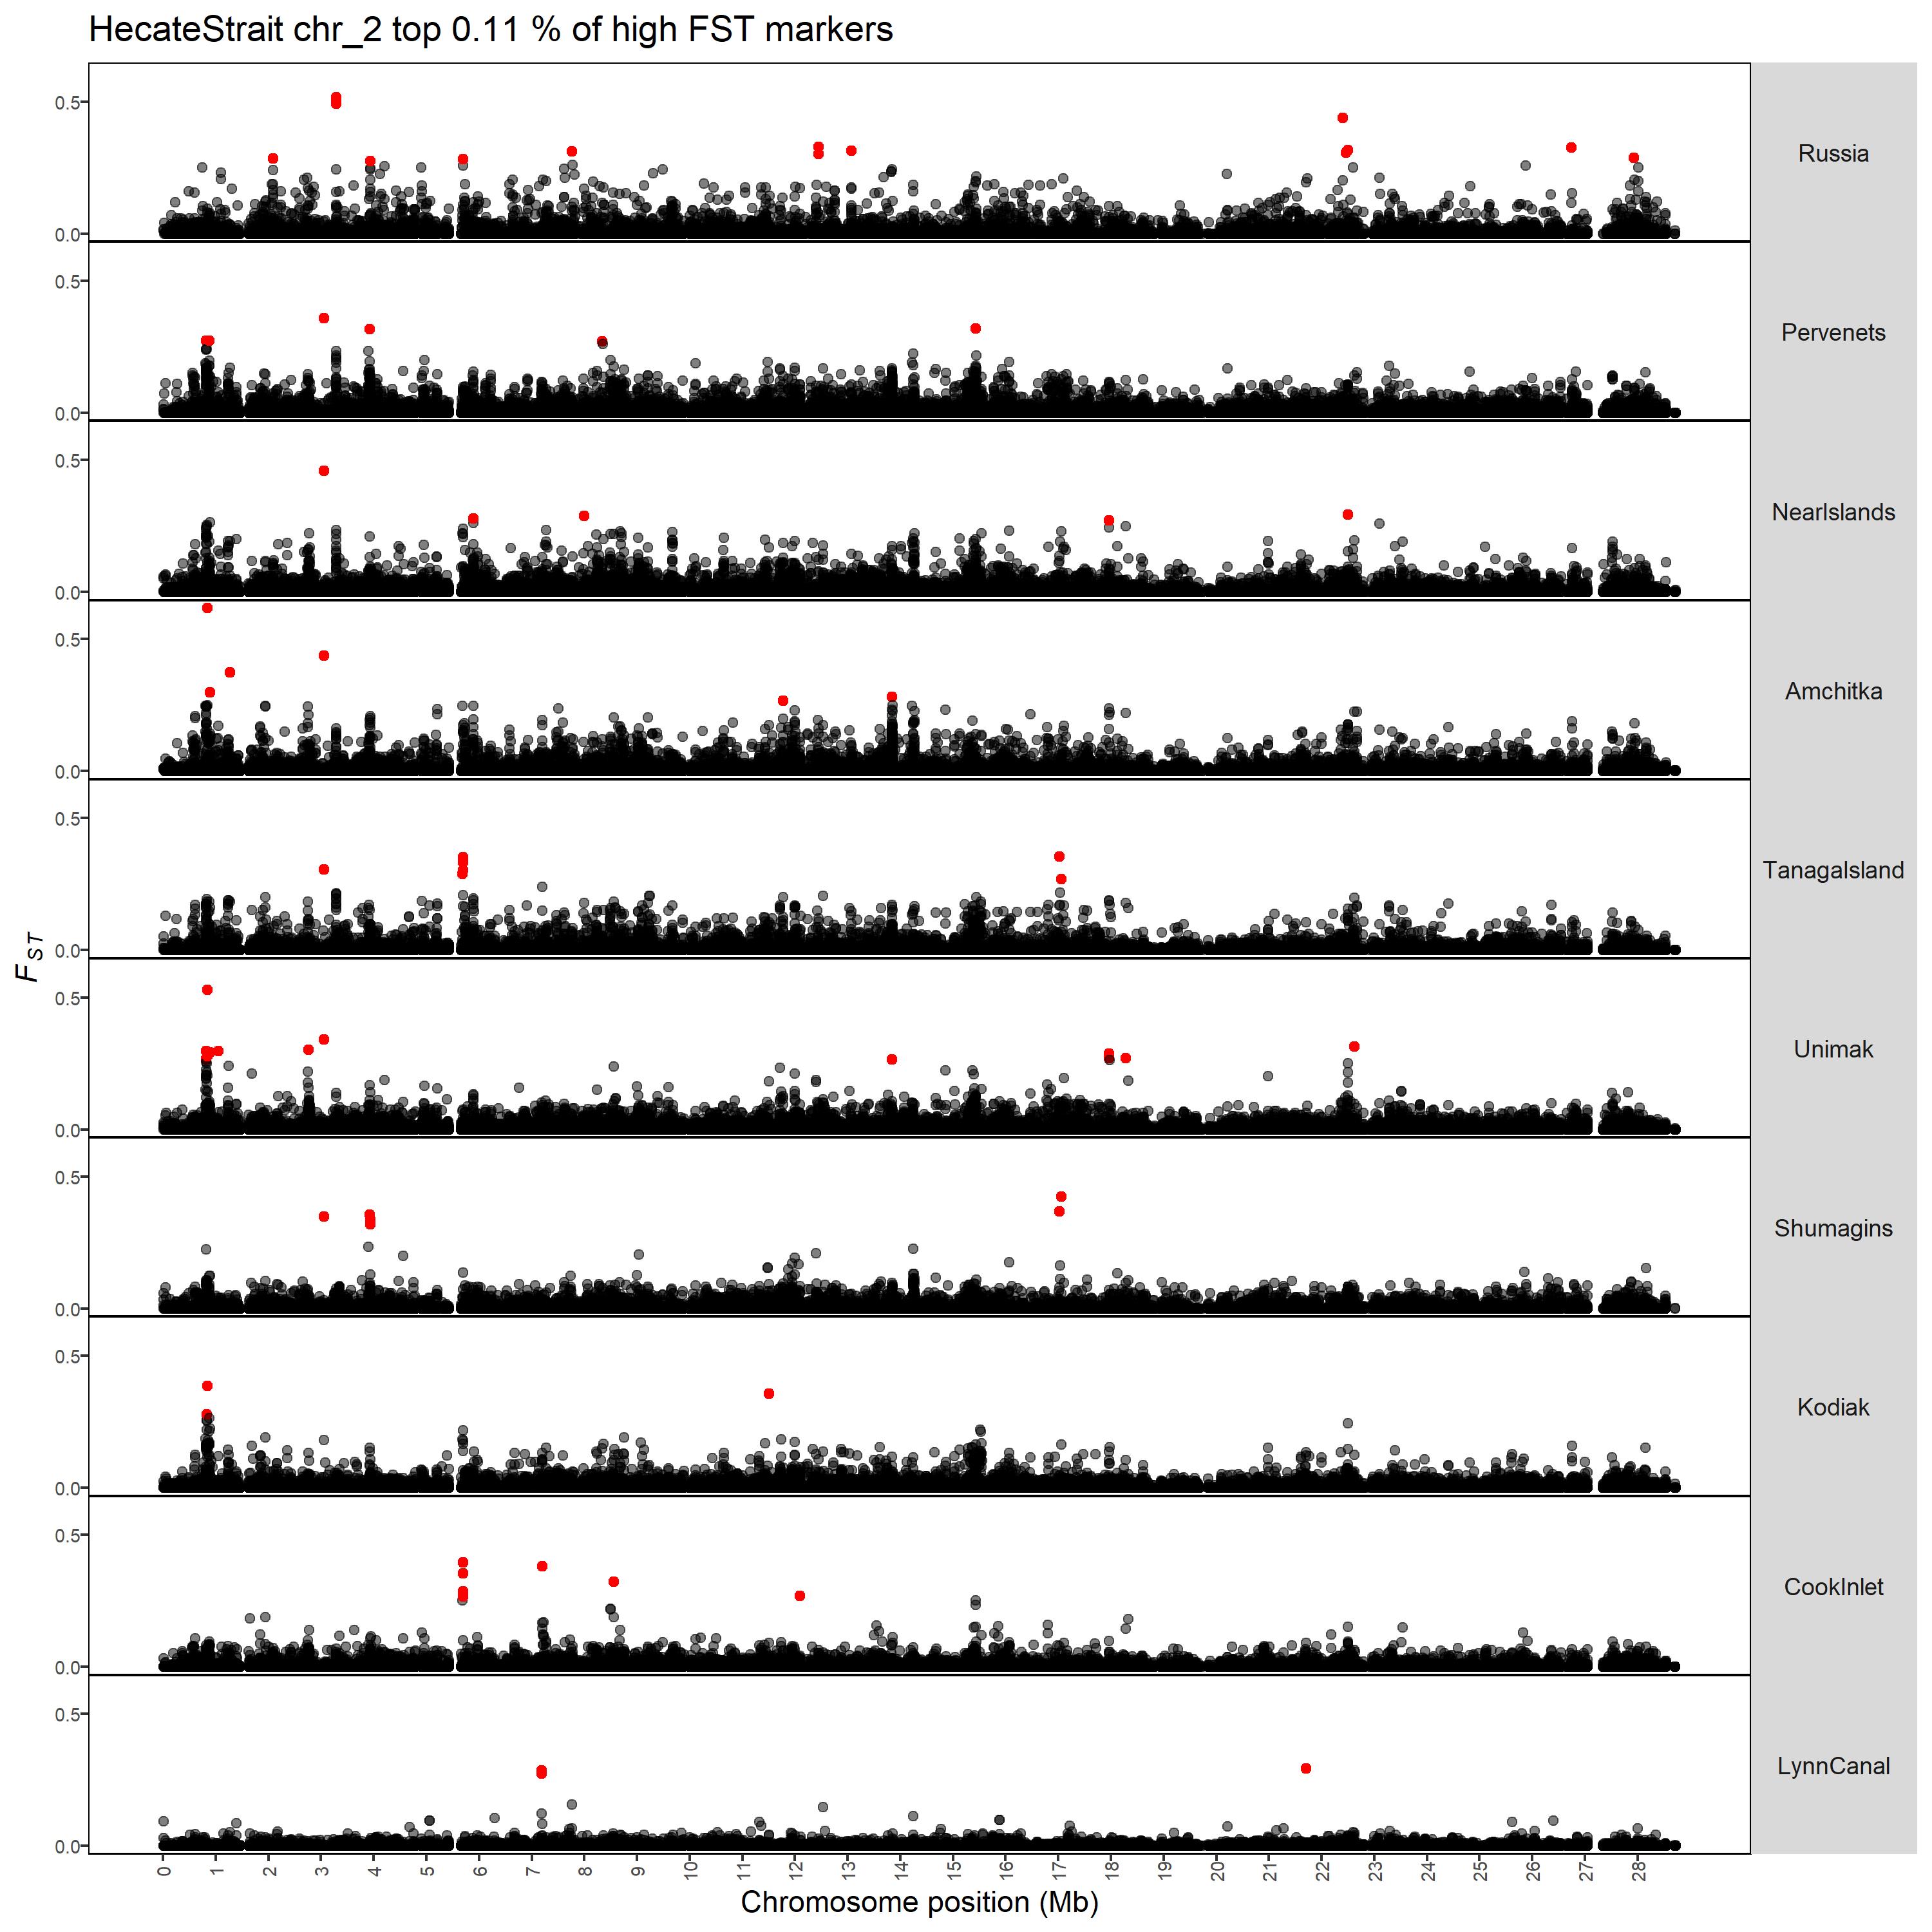 HecateStrait chr_2 top 0.11 % of high FST markers
FST
0.5
0.0
Russia
0.5
0.0
Pervenets
0.5
0.0
NearIslands
0.5
0.0
Amchitka
0.5
0.0
TanagaIsland
0.5
0.0
Unimak
0.5
0.0
Shumagins
0.5
0.0
Kodiak
0.5
0.0
CookInlet
0.5
0.0
LynnCanal
0 1 2 3 4 5 6 7 8 9 10 11 12 13 14 15 16 17 18 19 20 21 22 23 24 25 26 27 28
Chromosome position (Mb)